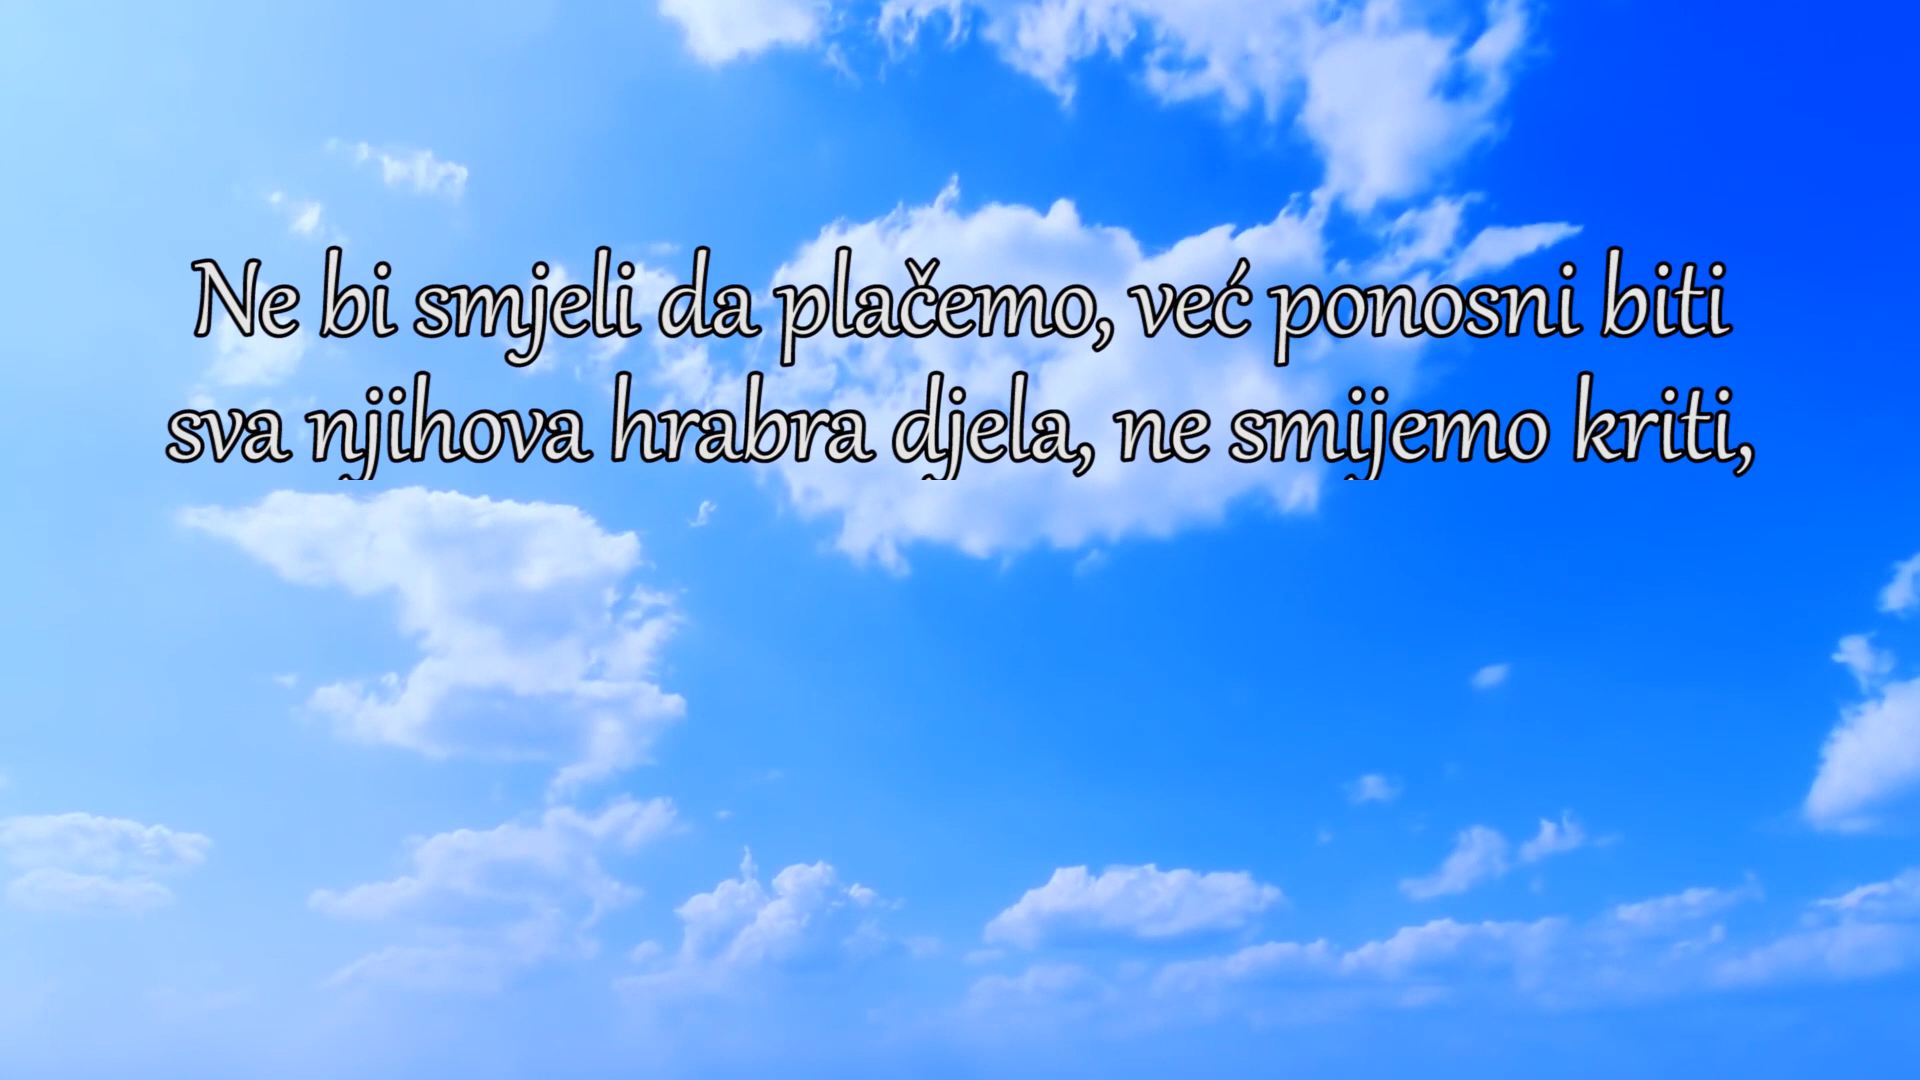 Ne bi smjeli da plačemo, već ponosni biti
sva njihova hrabra djela, ne smijemo kriti,